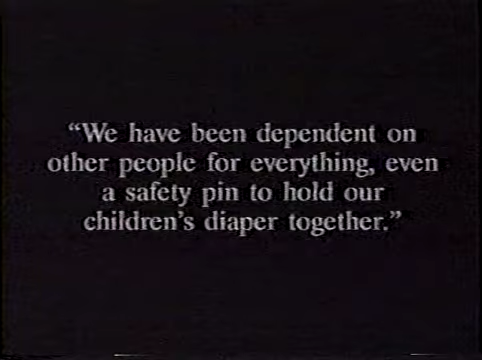 “We have been dependent on
other people for everything, even
a safety pin to hold our
children’s diaper together.”